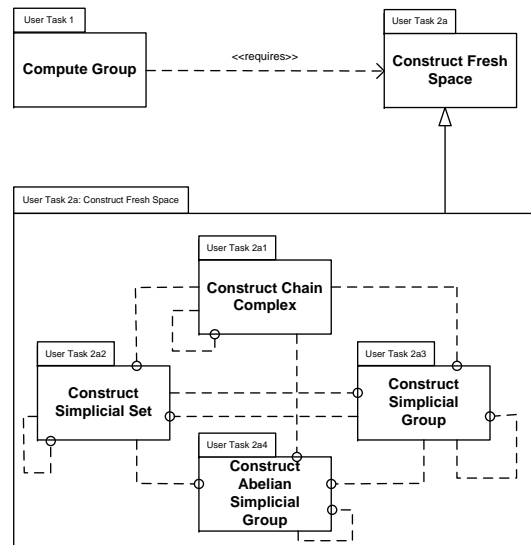 User Task 1
Compute Group
<<requires>>
User Task 2a
Construct Fresh
Space
User Task 2a: Construct Fresh Space
User Task 2a1
Construct Chain
Complex
User Task 2a2
Construct
Simplicial Set
User Task 2a3
Construct
Simplicial
Group
User Task 2a4
Construct
Abelian
Simplicial
Group